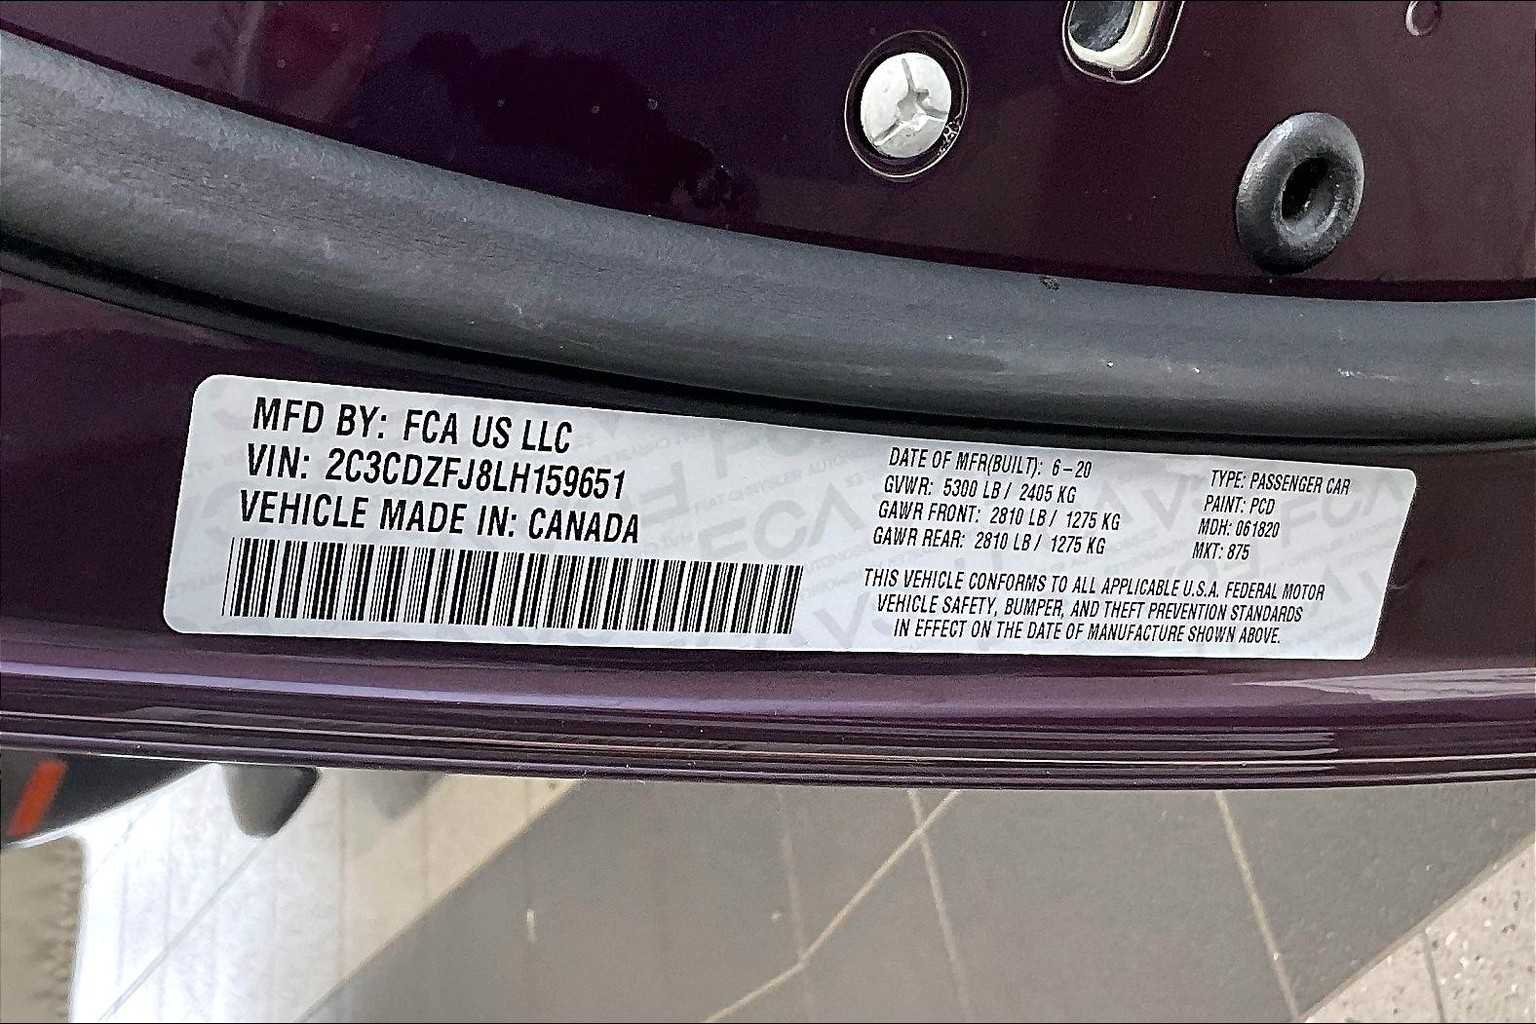 MFD BY: FCA US LLC
VIN: 2C3CDZFJ8LH159651
VEHICLE MADE IN: CANADA
DATE OF MFR(BUILT): 6-20
GVWR: 5300 LB / 2405 KG
GAWR FRONT: 2810 LB / 1275 KG
GAWR REAR: 2810 LB / 1275 KG
TYPE: PASSENGER CAR
PAINT: PCD
MDH: 061820
MKT: 875
THIS VEHICLE CONFORMS TO ALL APPLICABLE U.S.A. FEDERAL MOTOR
VEHICLE SAFETY, BUMPER, AND THEFT PREVENTION STANDARDS
IN EFFECT ON THE DATE OF MANUFACTURE SHOWN ABOVE.